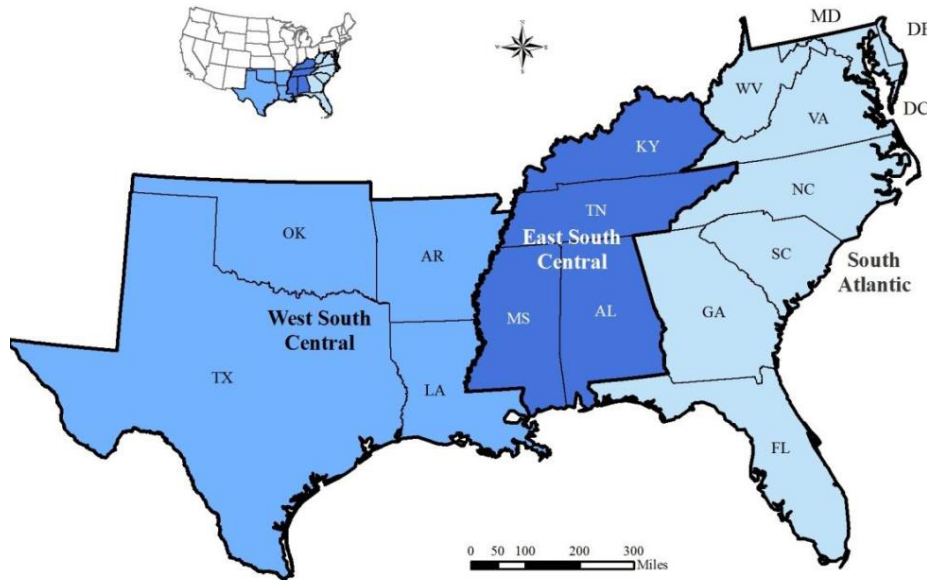 MD
DE
DC
WV
VA
KY
NC
TN
East South
Central
OK
AR
SC
South
Atlantic
West South
Central
MS
AL
GA
TX
LA
FL
0 50 100 200 300
Miles